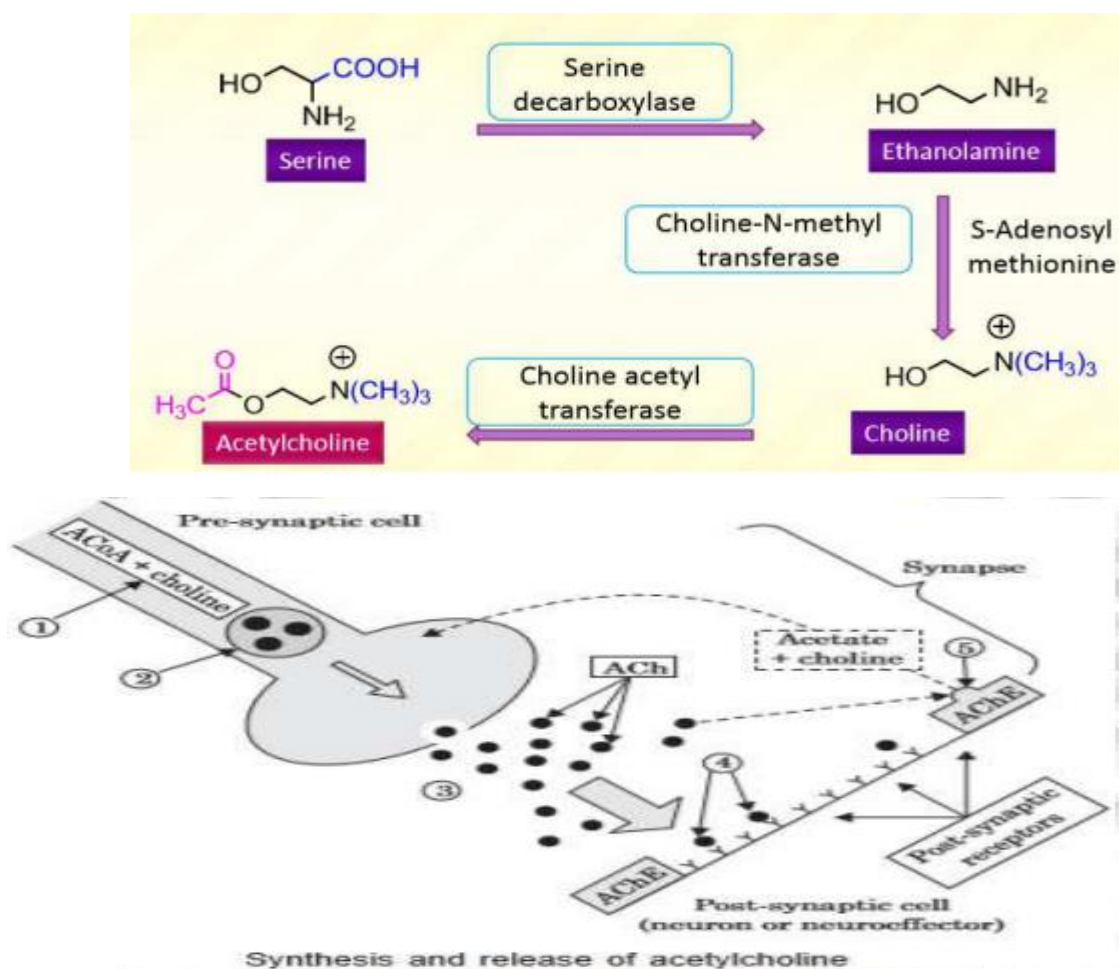 Serine
decarboxylase
HO
COOH
NH₂
Serine
HO
NH₂
Ethanolamine
Choline-N-methyl
transferase
S-Adenosyl
methionine
O
H₃C
O
⊕
N(CH₃)₃
Acetylcholine
Choline acetyl
transferase
⊕
HO
N(CH₃)₃
Choline
Pre-synaptic cell
ACoA + choline
①
②
③
ACh
④
Synapse
Acetate
+ choline
⑤
AChE
AChE
Post-synaptic
receptors
Post-synaptic cell
(neuron or neuroeffector)
Synthesis and release of acetylcholine